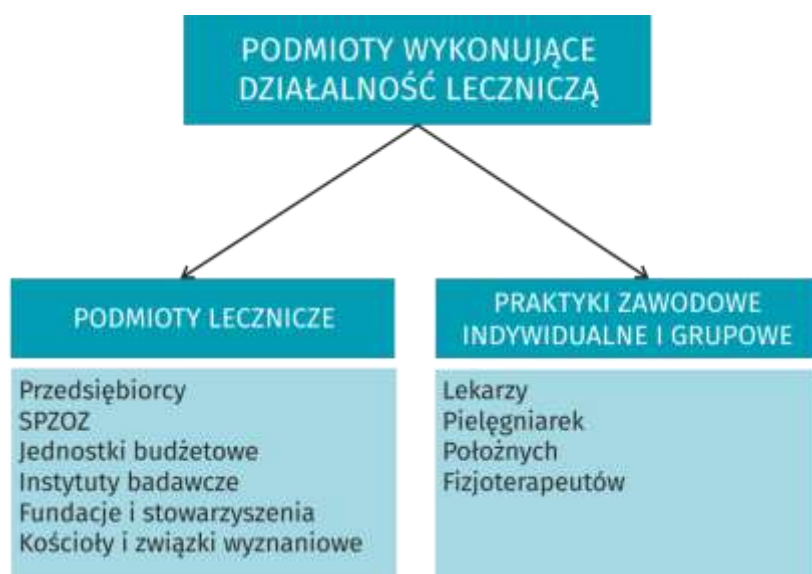 PODMIOTY WYKONUJĄCE
DZIAŁALNOŚĆ LECZNICZĄ
PODMIOTY LECZNICZE
Przedsiębiorcy
SPZOZ
Jednostki budżetowe
Instytuty badawcze
Fundacje i stowarzyszenia
Kościoły i związki wyznaniowe
PRAKTYKI ZAWODOWE
INDYWIDUALNE I GRUPOWE
Lekarzy
Pielęgniarek
Położnych
Fizjoterapeutów